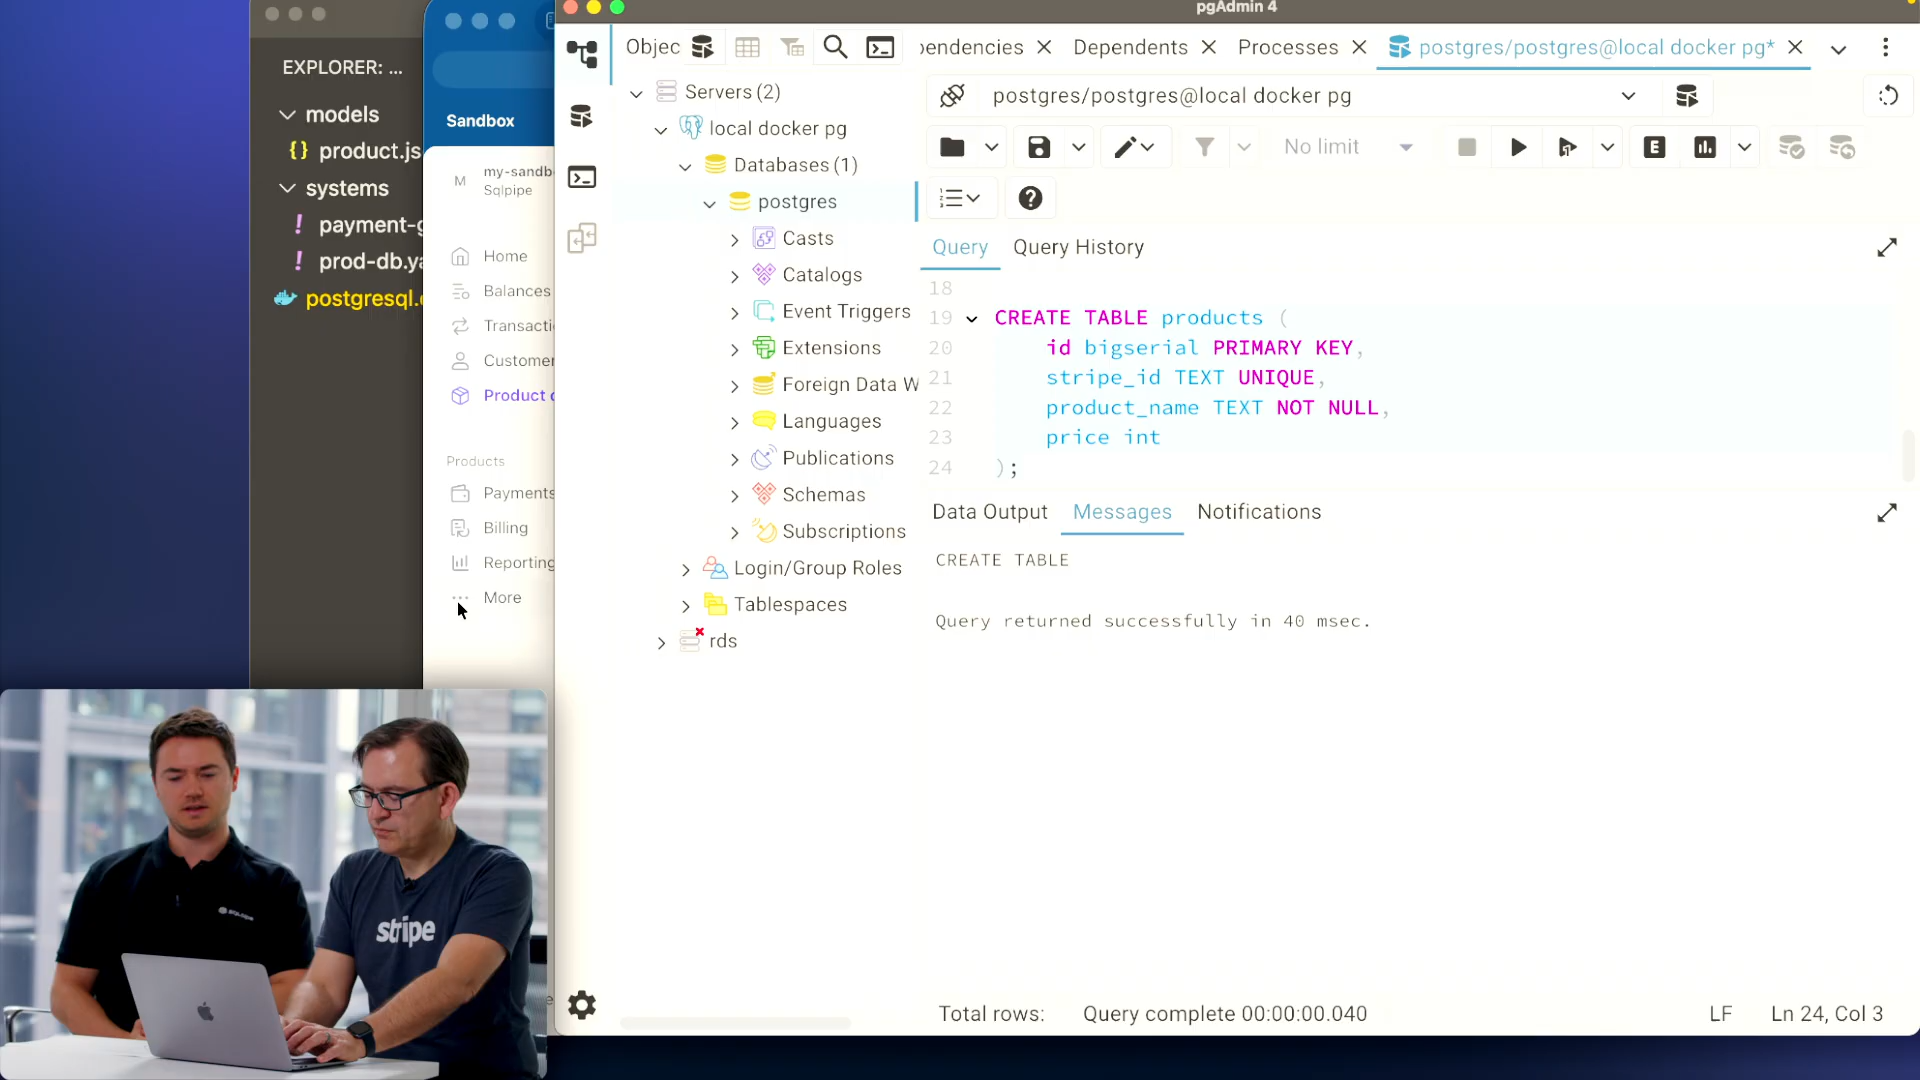 EXPLORER: ...
models
{} product.js
systems
! payment-g
! prod-db.ya
postgresql.
Sandbox
M
my-sandbo
Sqlpipe
Home
Balances
Transacti
Customer
Product c
Products
Payments
Billing
Reporting
More
pgAdmin 4
Objec
pendencies
Dependents
Processes
postgres/postgres@local docker pg*
Servers (2)
local docker pg
Databases (1)
postgres
Casts
Catalogs
Event Triggers
Extensions
Foreign Data W
Languages
Publications
Schemas
Subscriptions
Login/Group Roles
Tablespaces
rds
postgres/postgres@local docker pg
No limit
E
Query
Query History
18
19 CREATE TABLE products (
20 id bigserial PRIMARY KEY,
21 stripe_id TEXT UNIQUE,
22 product_name TEXT NOT NULL,
23 price int
24 );
Data Output
Messages
Notifications
CREATE TABLE
Query returned successfully in 40 msec.
Total rows:
Query complete 00:00:00.040
LF
Ln 24, Col 3
stripe